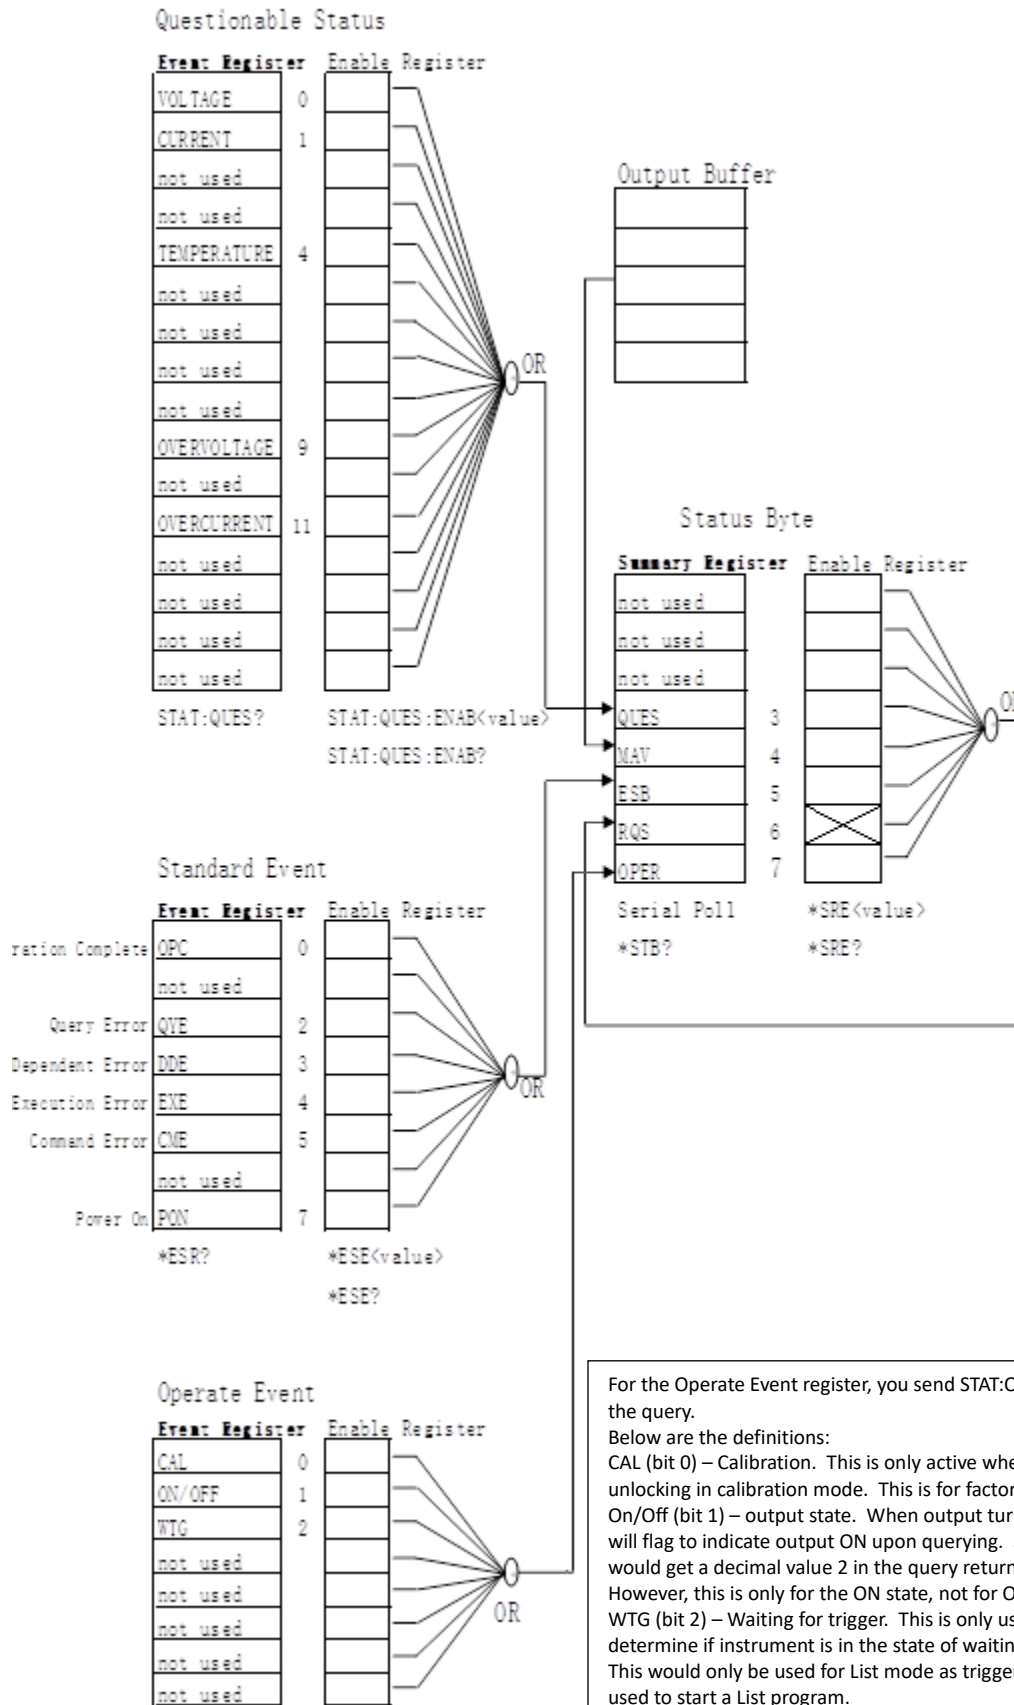 Questionable Status
Event Register Enable Register
VOLTAGE 0
CURRENT 1
not used
not used
TEMPERATURE 4
not used
not used
not used
not used
OVERVOLTAGE 9
not used
OVERCURRENT 11
not used
not used
not used
not used
OR
STAT:QUES? STAT:QUES:ENAB<value>
STAT:QUES:ENAB?
Output Buffer
Status Byte
Summary Register Enable Register
not used
not used
not used
QUES 3
MAV 4
ESB 5
RQS 6
OPER 7
Serial Poll *SRE<value>
*STB? *SRE?
Standard Event
Event Register Enable Register
ration Complete OPC 0
not used
Query Error QYE 2
Dependent Error DDE 3
Execution Error EXE 4
Command Error CME 5
not used
Power On PON 7
OR
*ESR? *ESE<value>
*ESE?
Operate Event
Event Register Enable Register
CAL 0
ON/OFF 1
WTG 2
not used
not used
not used
not used
not used
OR
For the Operate Event register, you send STAT:O
the query.
Below are the definitions:
CAL (bit 0) – Calibration. This is only active whe
unlocking in calibration mode. This is for factor
On/Off (bit 1) – output state. When output tur
will flag to indicate output ON upon querying.
would get a decimal value 2 in the query return
However, this is only for the ON state, not for O
WTG (bit 2) – Waiting for trigger. This is only us
determine if instrument is in the state of waitin
This would only be used for List mode as trigger
used to start a List program.